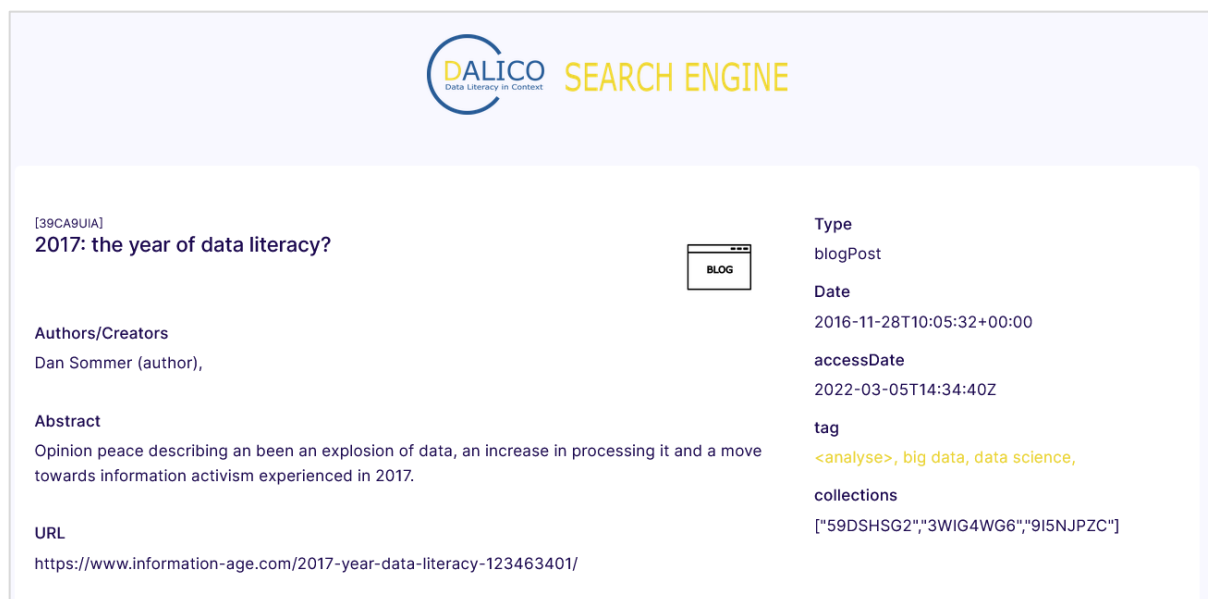 DALICO
Data Literacy in Context
SEARCH ENGINE
[39CA9UIA]
2017: the year of data literacy?
BLOG
Authors/Creators
Dan Sommer (author),
Abstract
Opinion peace describing an been an explosion of data, an increase in processing it and a move
towards information activism experienced in 2017.
URL
https://www.information-age.com/2017-year-data-literacy-123463401/
Type
blogPost
Date
2016-11-28T10:05:32+00:00
accessDate
2022-03-05T14:34:40Z
tag
<analyse>, big data, data science,
collections
["59DSHSG2","3WIG4WG6","9I5NJPZC"]